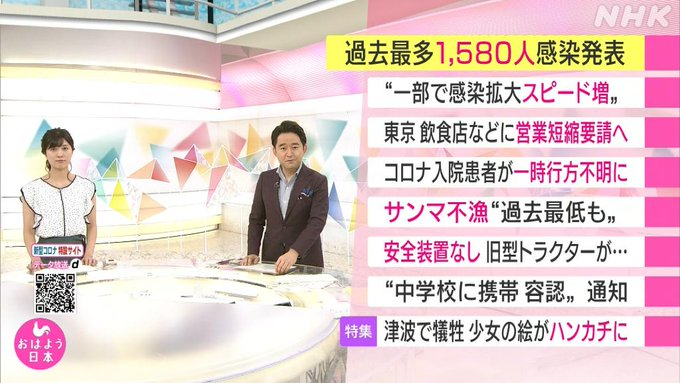 NHK
過去最多1,580人感染発表
“一部で感染拡大スピード増„
東京 飲食店などに営業短縮要請へ
コロナ入院患者が一時行方不明に
サンマ不漁“過去最低も„
安全装置なし 旧型トラクターが…
“中学校に携帯 容認„ 通知
特集 津波で犠牲 少女の絵がハンカチに
新型コロナ 特設サイト
データ放送 d
おはよう
日本